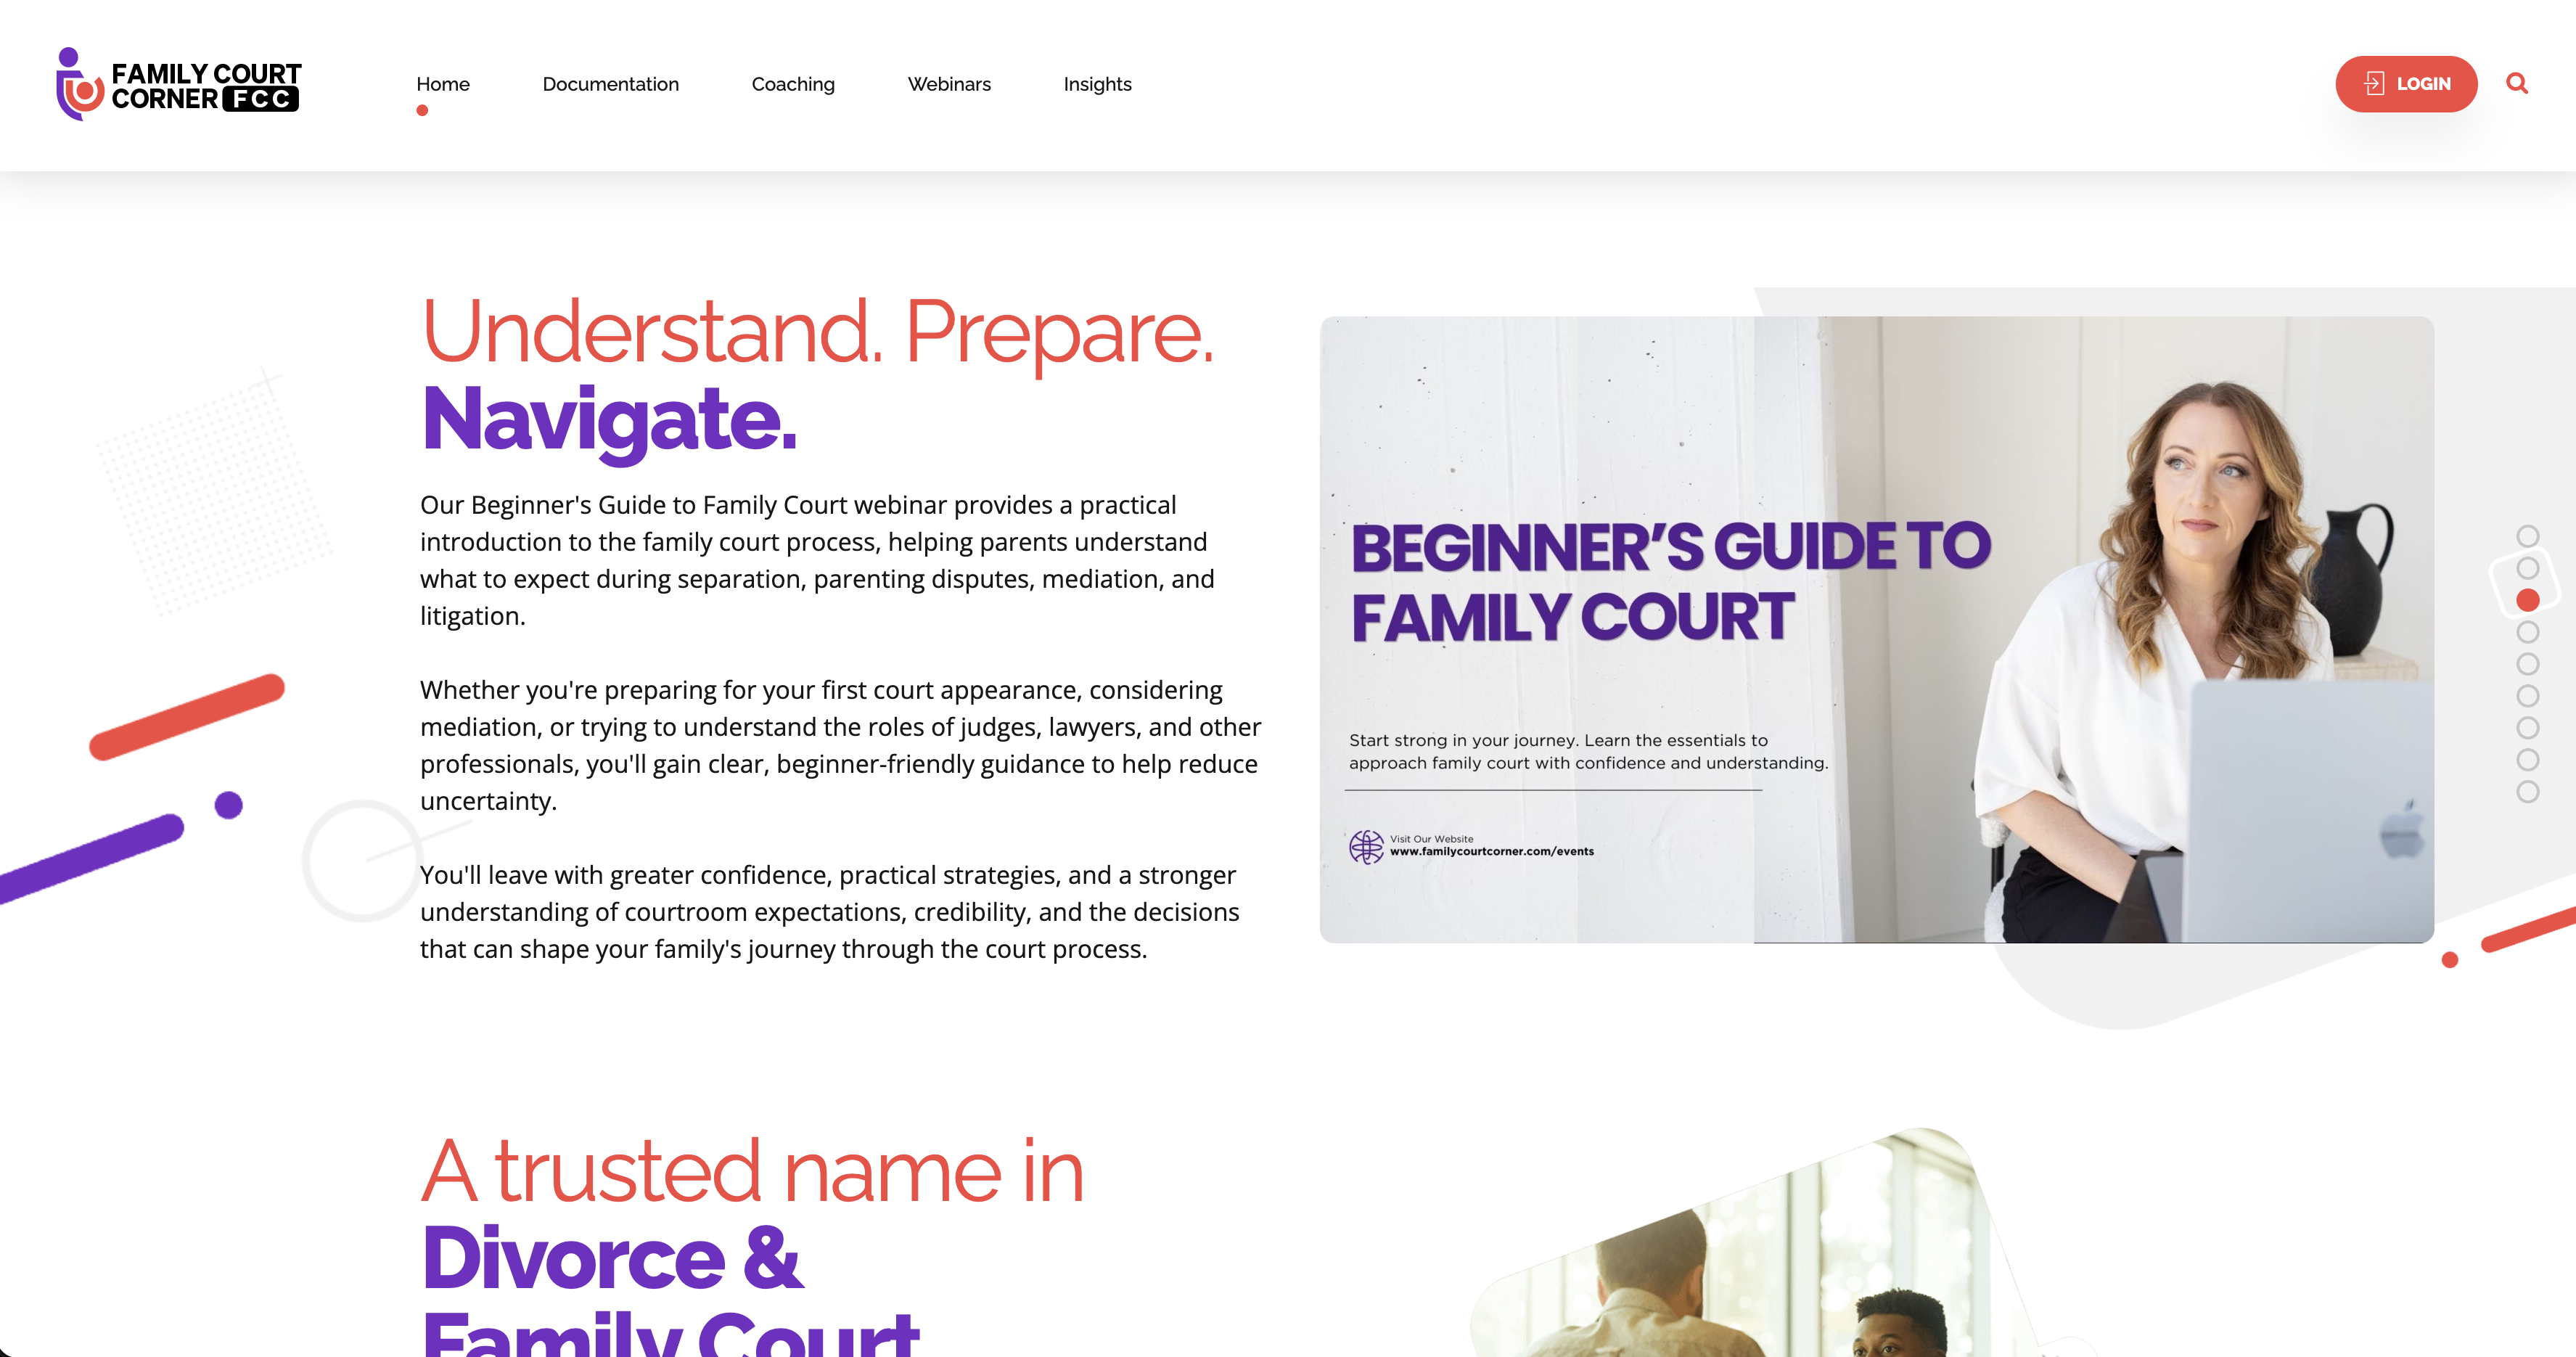 FAMILY COURT
CORNER FCC
Home
Documentation
Coaching
Webinars
Insights
LOGIN
Understand. Prepare.
Navigate.
Our Beginner's Guide to Family Court webinar provides a practical
introduction to the family court process, helping parents understand
what to expect during separation, parenting disputes, mediation, and
litigation.
Whether you're preparing for your first court appearance, considering
mediation, or trying to understand the roles of judges, lawyers, and other
professionals, you'll gain clear, beginner-friendly guidance to help reduce
uncertainty.
You'll leave with greater confidence, practical strategies, and a stronger
understanding of courtroom expectations, credibility, and the decisions
that can shape your family's journey through the court process.
BEGINNER’S GUIDE TO
FAMILY COURT
Start strong in your journey. Learn the essentials to
approach family court with confidence and understanding.
Visit Our Website
www.familycourtcorner.com/events
A trusted name in
Divorce &
Family Court